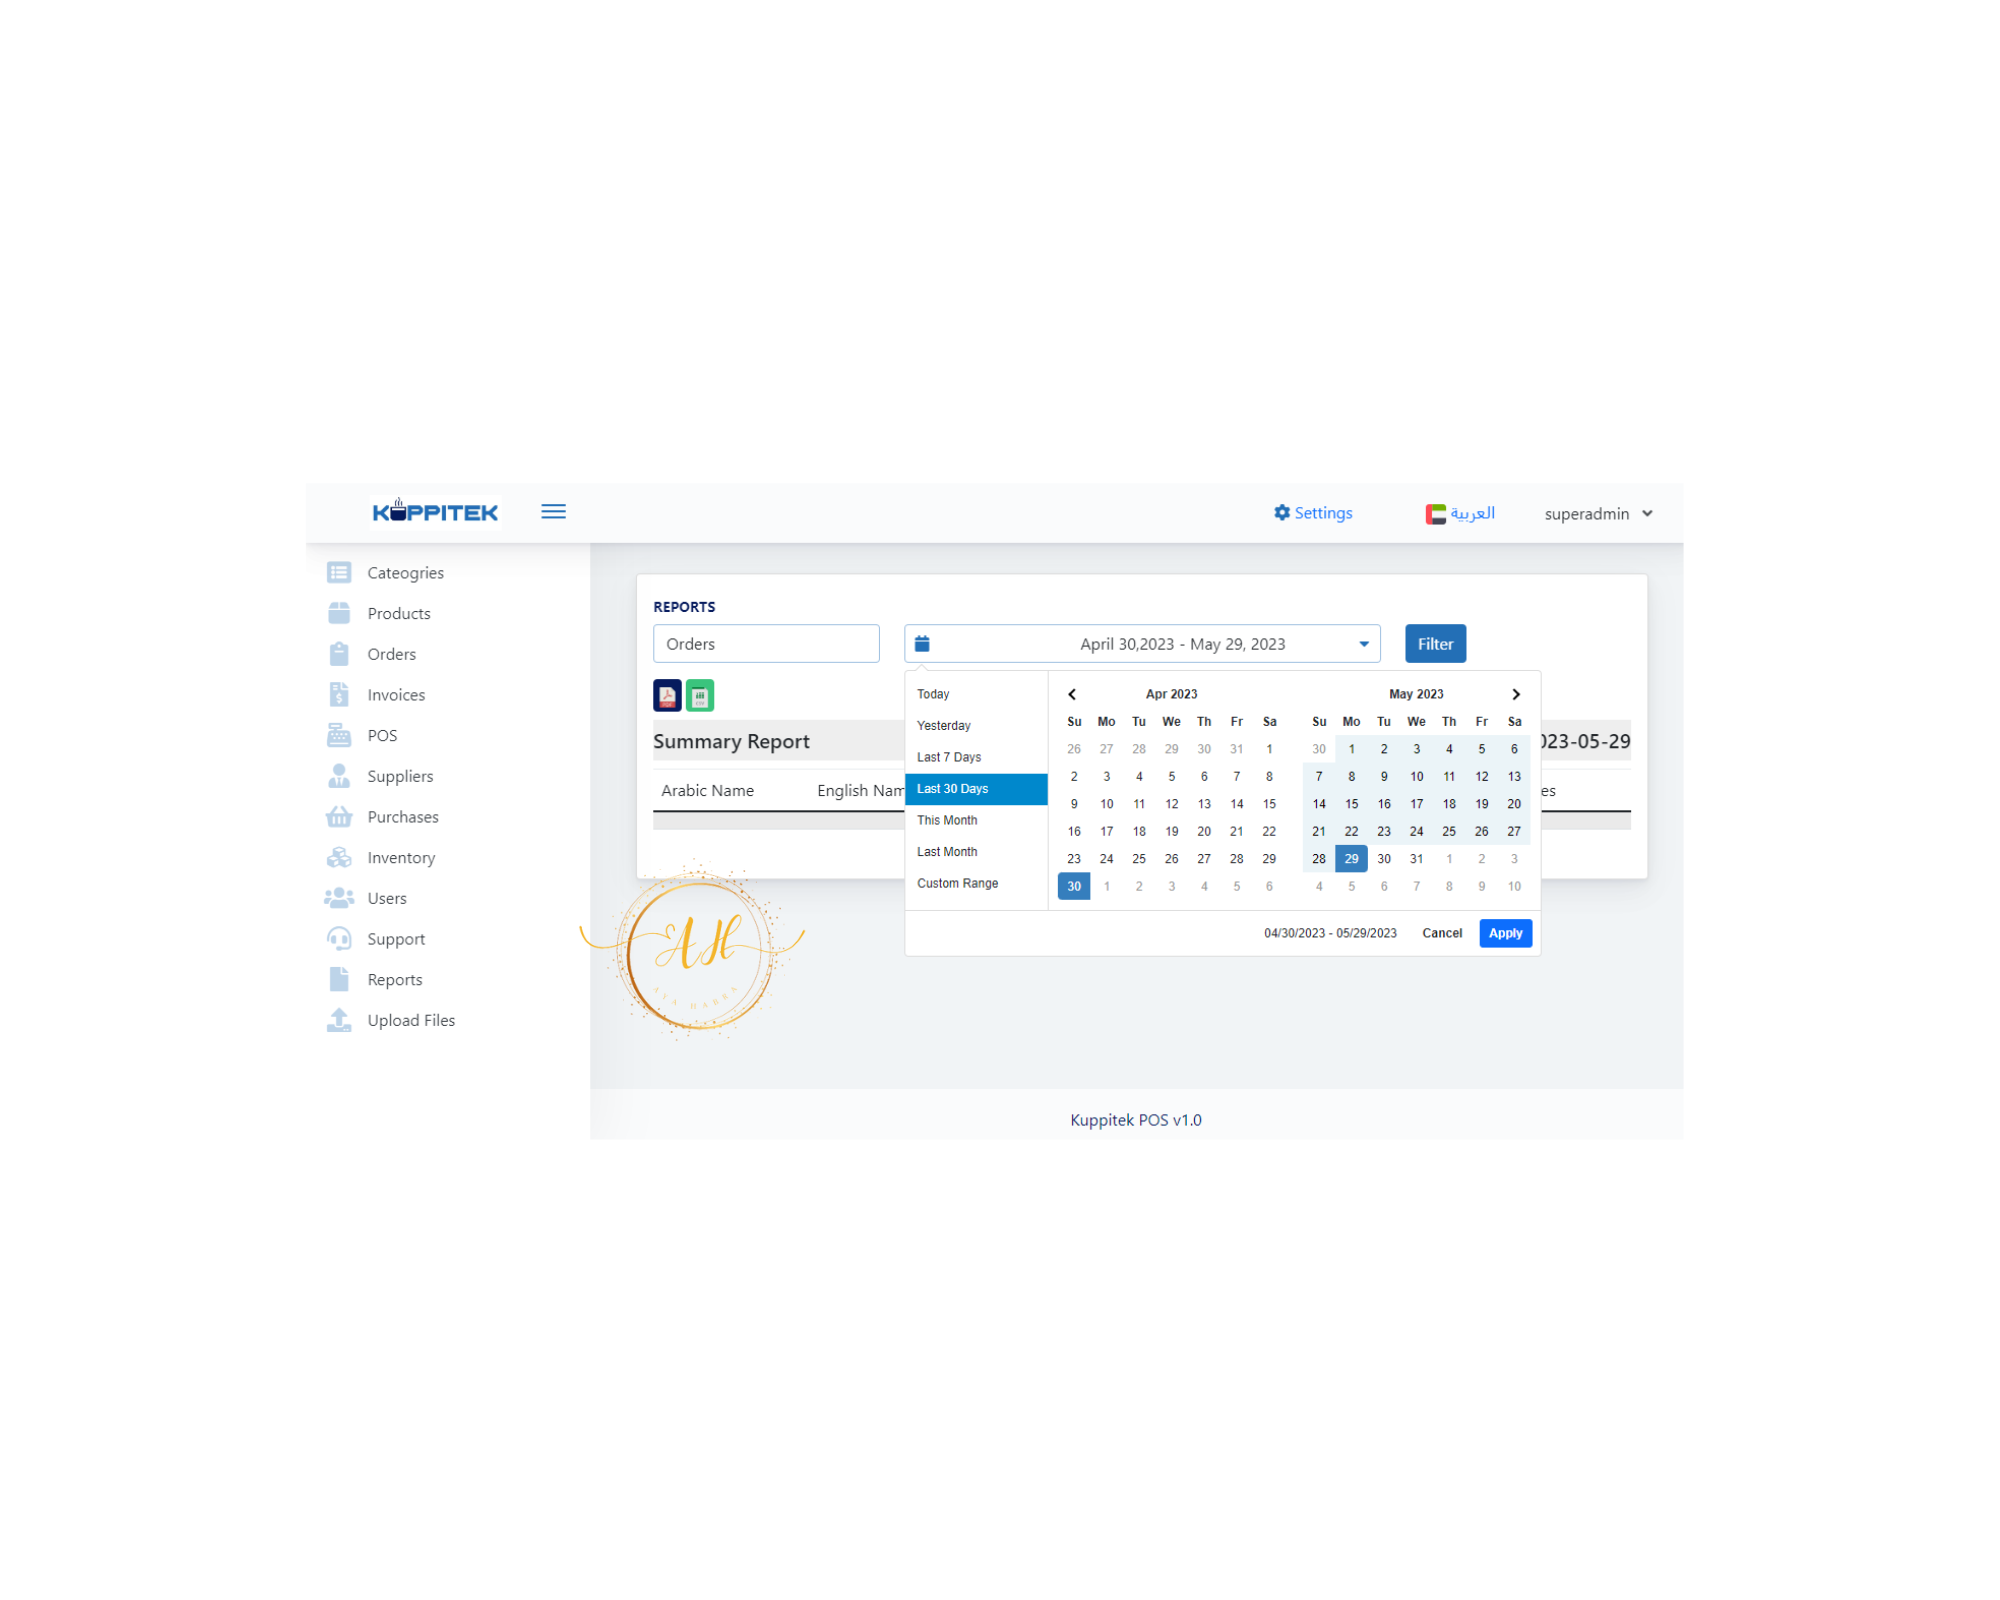 KUPPITEK
Settings
العربية
superadmin
Cateogries
Products
Orders
Invoices
POS
Suppliers
Purchases
Inventory
Users
Support
Reports
Upload Files
REPORTS
Orders
April 30,2023 - May 29, 2023
Filter
Summary Report
023-05-29
Arabic Name English Nam es
Today
Yesterday
Last 7 Days
Last 30 Days
This Month
Last Month
Custom Range
Apr 2023
Su Mo Tu We Th Fr Sa
26 27 28 29 30 31 1
2 3 4 5 6 7 8
9 10 11 12 13 14 15
16 17 18 19 20 21 22
23 24 25 26 27 28 29
30 1 2 3 4 5 6
May 2023
Su Mo Tu We Th Fr Sa
30 1 2 3 4 5 6
7 8 9 10 11 12 13
14 15 16 17 18 19 20
21 22 23 24 25 26 27
28 29 30 31 1 2 3
4 5 6 7 8 9 10
04/30/2023 - 05/29/2023 Cancel Apply
AH
Kuppitek POS v1.0